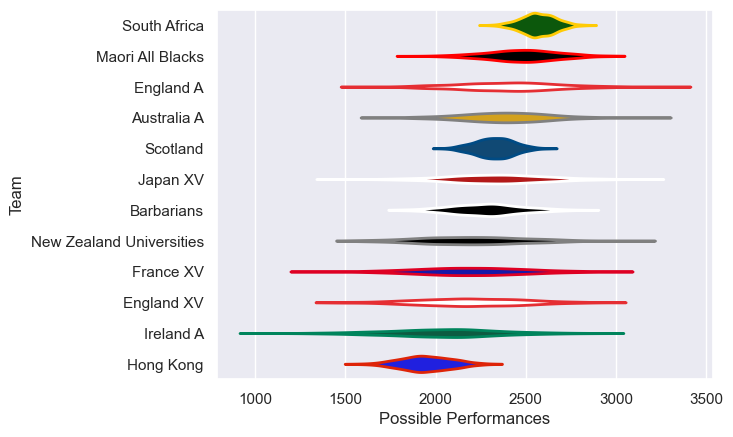 South Africa
Maori All Blacks
England A
Australia A
Scotland
Japan XV
Barbarians
New Zealand Universities
France XV
England XV
Ireland A
Hong Kong
Team
1000 1500 2000 2500 3000 3500
Possible Performances